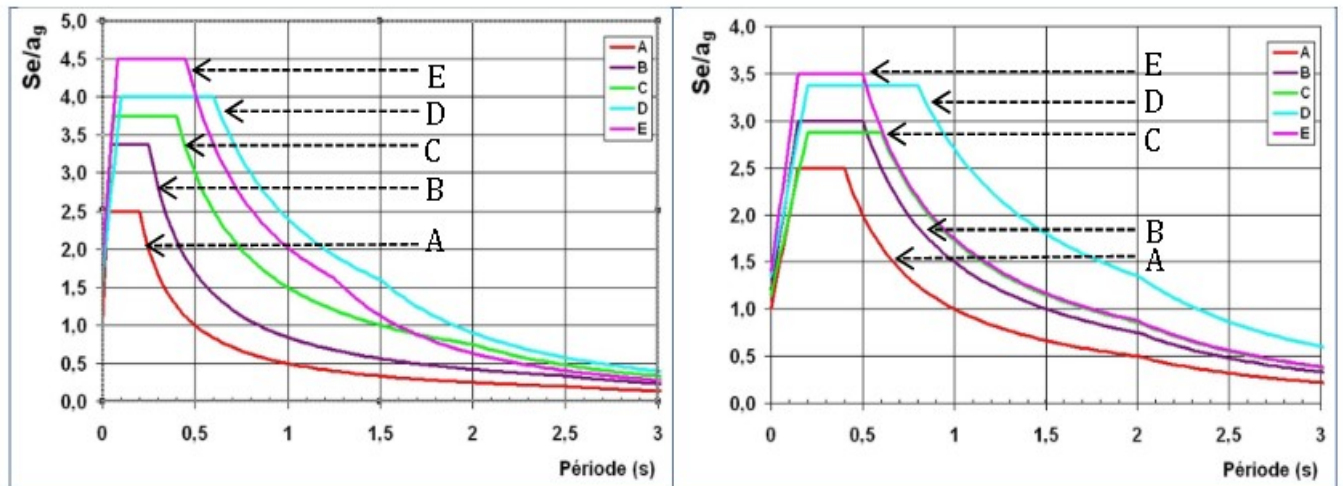 Se/ag
5,0
4,5
4,0
3,5
3,0
2,5
2,0
1,5
1,0
0,5
0,0
0 0,5 1 1,5 2 2,5 3
Période (s)
A
B
C
D
E
E
D
C
B
A
Se/ag
4,0
3,5
3,0
2,5
2,0
1,5
1,0
0,5
0,0
0 0,5 1 1,5 2 2,5 3
Période (s)
A
B
C
D
E
E
D
C
B
A